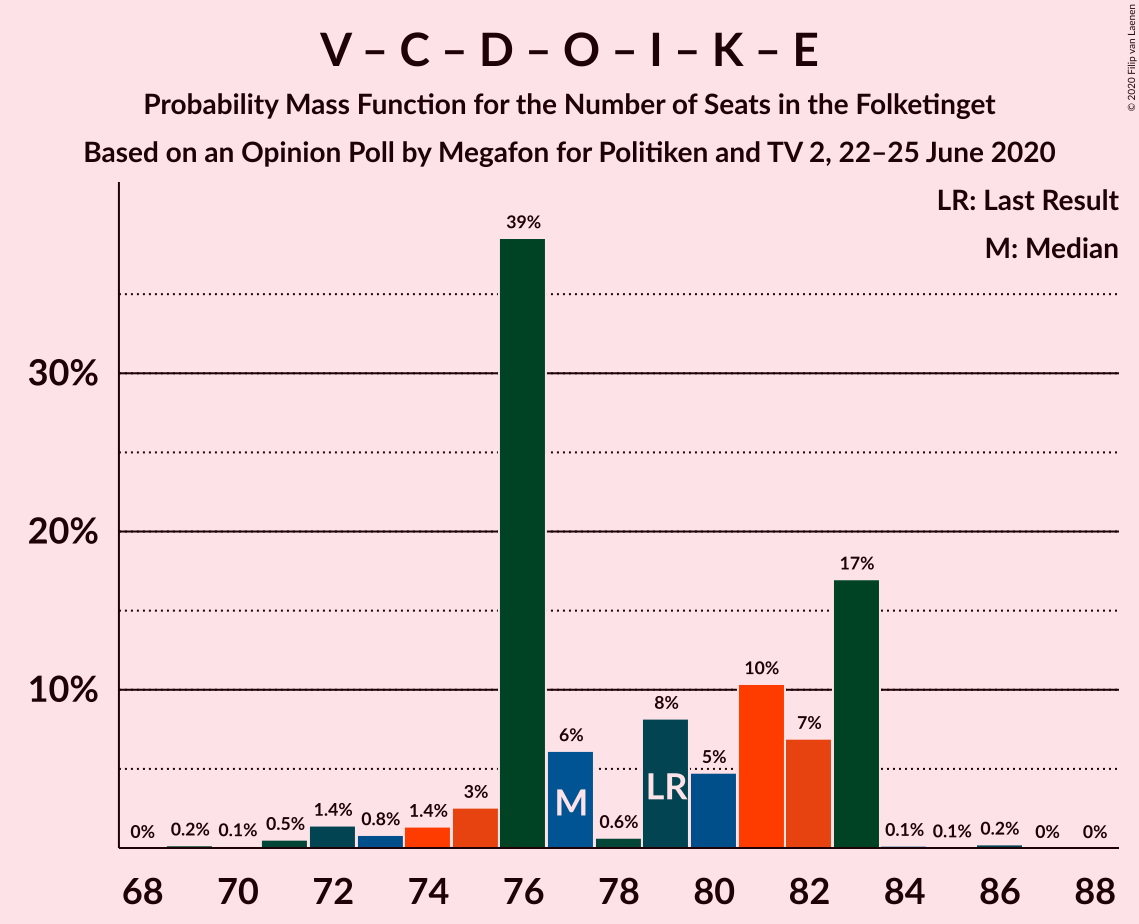 V – C – D – O – I – K – E
Probability Mass Function for the Number of Seats in the Folketinget
Based on an Opinion Poll by Megafon for Politiken and TV 2, 22–25 June 2020
© 2020 Filip van Laenen
LR: Last Result
M: Median
30%
20%
10%
0%
0.2%
0.1%
0.5%
1.4%
0.8%
1.4%
3%
39%
6%
0.6%
8%
5%
10%
7%
17%
0.1%
0.1%
0.2%
0%
0%
M
LR
68 70 72 74 76 78 80 82 84 86 88